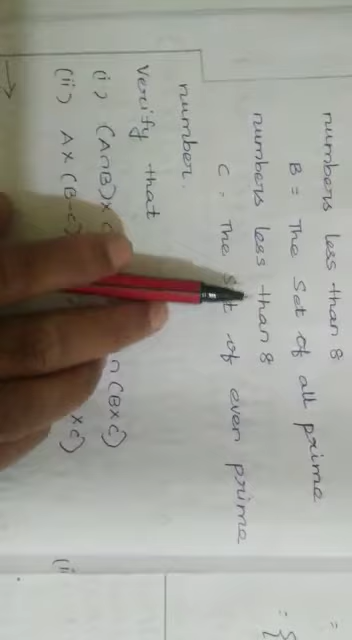 numbers less than 8
B = The Set of all prime
numbers less than 8
C - The set of even prime
number.
Verify that
(i) (A∩B)× C ∩ (B×C)
(ii) A × (B-C) ×C)
→
(i
=
= {